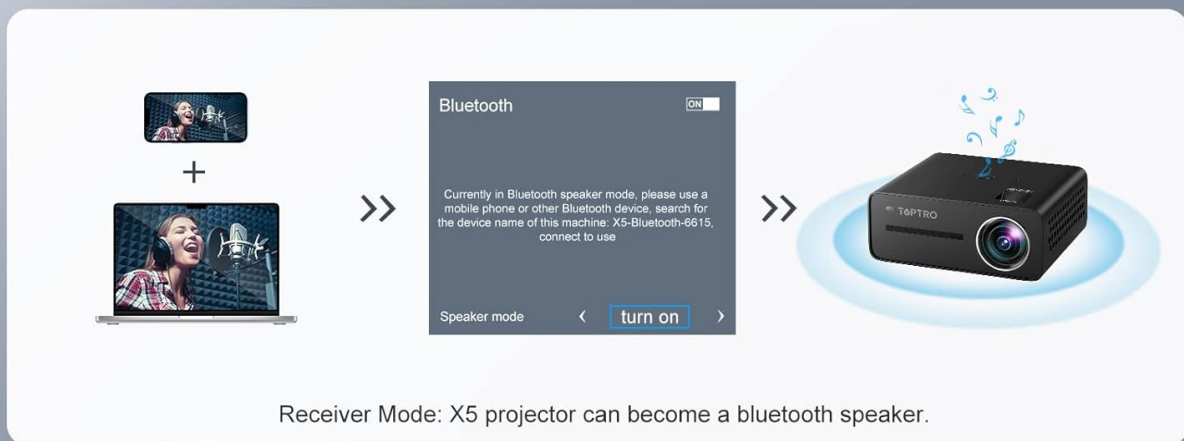 Bluetooth
ON
Currently in Bluetooth speaker mode, please use a
mobile phone or other Bluetooth device, search for
the device name of this machine: X5-Bluetooth-6615,
connect to use
Speaker mode
turn on
TOPTRO
Receiver Mode: X5 projector can become a bluetooth speaker.